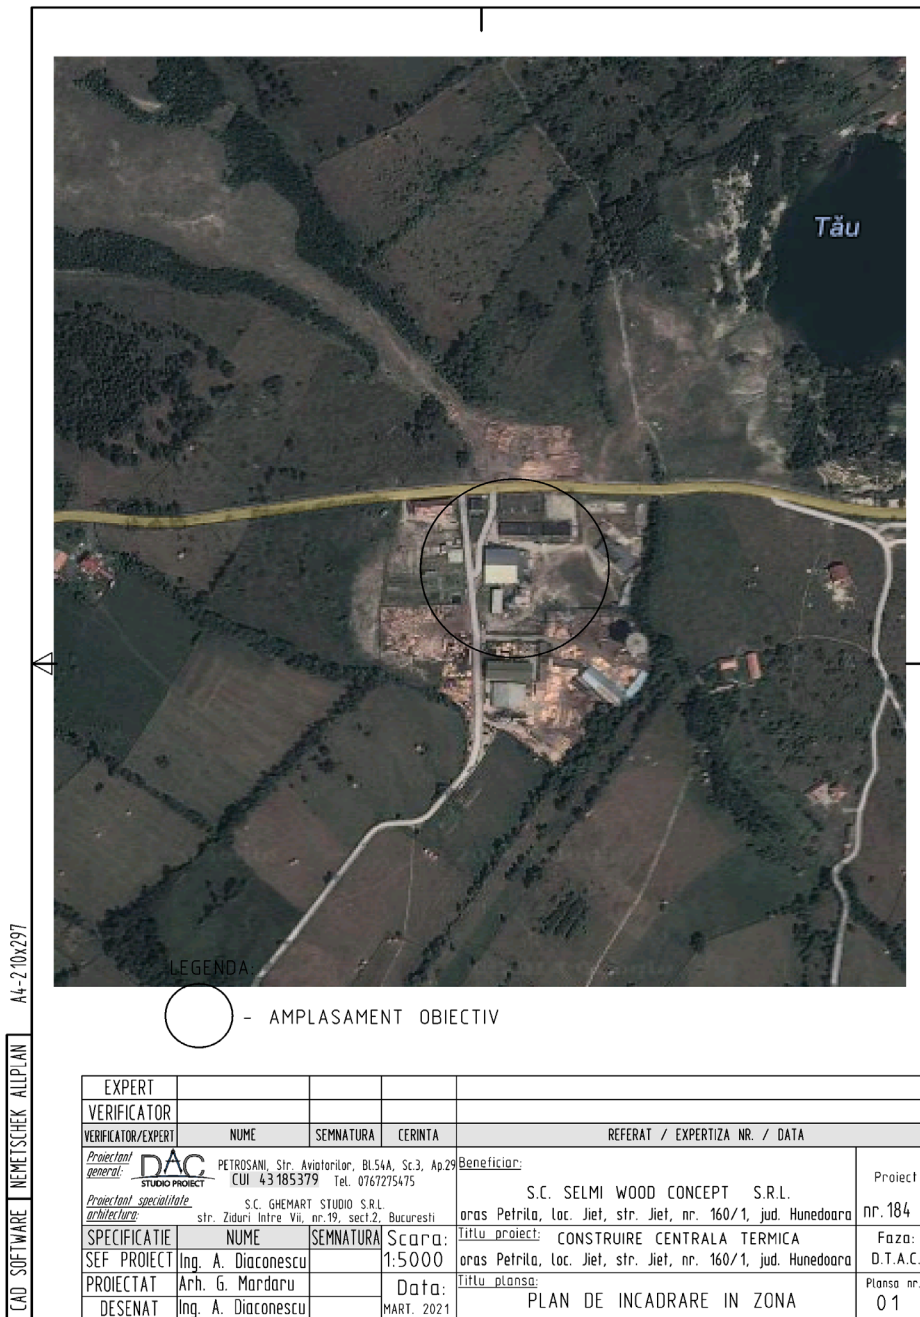 Tău
LEGENDA:
- AMPLASAMENT OBIECTIV
A4-210x297
CAD SOFTWARE NEMETSCHEK ALLPLAN
EXPERT
VERIFICATOR
VERIFICATOR/EXPERT NUME SEMNATURA CERINTA REFERAT / EXPERTIZA NR. / DATA
Proiectant general: DAC STUDIO PROIECT
PETROSANI, Str. Aviatorilor, Bl.54A, Sc.3, Ap.29
CUI 43185379 Tel. 0767275475
Proiectant specialitate arhitectura:
S.C. GHEMART STUDIO S.R.L.
str. Ziduri Intre Vii, nr.19, sect.2, Bucuresti
Beneficiar:
S.C. SELMI WOOD CONCEPT S.R.L.
oras Petrila, loc. Jiet, str. Jiet, nr. 160/1, jud. Hunedoara
Proiect
nr.184
SPECIFICATIE NUME SEMNATURA
SEF PROIECT Ing. A. Diaconescu
PROIECTAT Arh. G. Mardaru
DESENAT Ing. A. Diaconescu
Scara:
1:5000
Data:
MART. 2021
Titlu proiect: CONSTRUIRE CENTRALA TERMICA
oras Petrila, loc. Jiet, str. Jiet, nr. 160/1, jud. Hunedoara
Faza:
D.T.A.C.
Titlu plansa:
PLAN DE INCADRARE IN ZONA
Plansa nr.
01